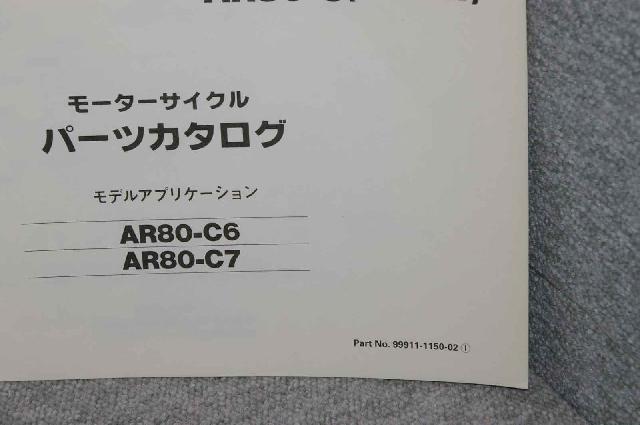 モーターサイクル
パーツカタログ
モデルアプリケーション
AR80-C6
AR80-C7
Part No. 99911-1150-02 ①